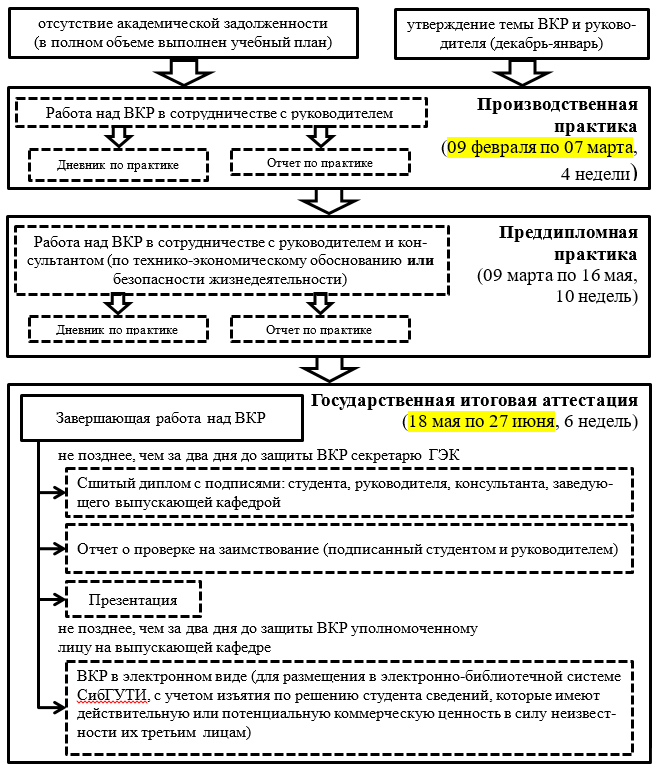 отсутствие академической задолженности
(в полном объеме выполнен учебный план)
утверждение темы ВКР и руково-
дителя (декабрь-январь)
Работа над ВКР в сотрудничестве с руководителем
Дневник по практике
Отчет по практике
Производственная
практика
(09 февраля по 07 марта,
4 недели)
Работа над ВКР в сотрудничестве с руководителем и кон-
сультантом (по технико-экономическому обоснованию или
безопасности жизнедеятельности)
Дневник по практике
Отчет по практике
Преддипломная
практика
(09 марта по 16 мая,
10 недель)
Государственная итоговая аттестация
(18 мая по 27 июня, 6 недель)
Завершающая работа над ВКР
не позднее, чем за два дня до защиты ВКР секретарю ГЭК
Сшитый диплом с подписями: студента, руководителя, консультанта, заведую-
щего выпускающей кафедрой
Отчет о проверке на заимствование (подписанный студентом и руководителем)
Презентация
не позднее, чем за два дня до защиты ВКР уполномоченному
лицу на выпускающей кафедре
ВКР в электронном виде (для размещения в электронно-библиотечной системе
СибГУТИ, с учетом изъятия по решению студента сведений, которые имеют
действительную или потенциальную коммерческую ценность в силу неизвест-
ности их третьим лицам)